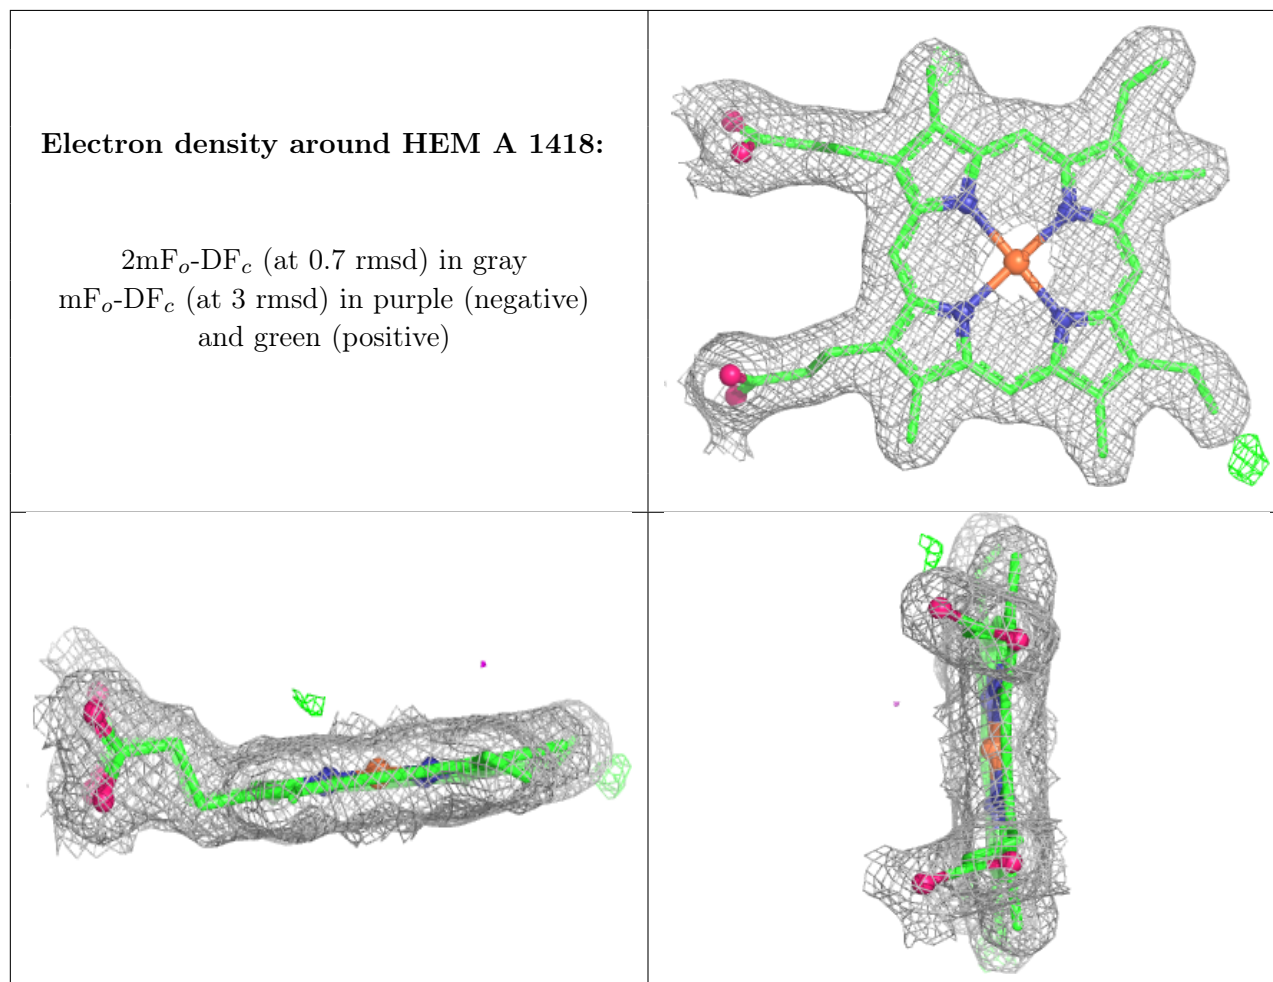 Electron density around HEM A 1418:
2mFo-DFc (at 0.7 rmsd) in gray
mFo-DFc (at 3 rmsd) in purple (negative)
and green (positive)